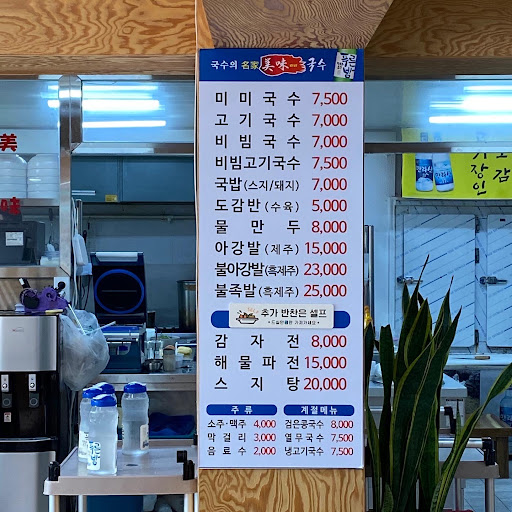 국수의 名家 美味 국수
미미국수 7,500
고기국수 7,000
비빔국수 7,000
비빔고기국수 7,500
국밥(스지/돼지) 7,000
도감반(수육) 5,000
물만두 8,000
아강발(제주) 15,000
불아강발(흑제주) 23,000
불족발(흑제주) 25,000
추가 반찬은 셀프
감자전 8,000
해물파전 15,000
스지탕 20,000
주류
소주·맥주 4,000
막걸리 3,000
음료수 2,000
계절메뉴
검은콩국수 8,000
열무국수 7,500
냉고기국수 7,500
美
味